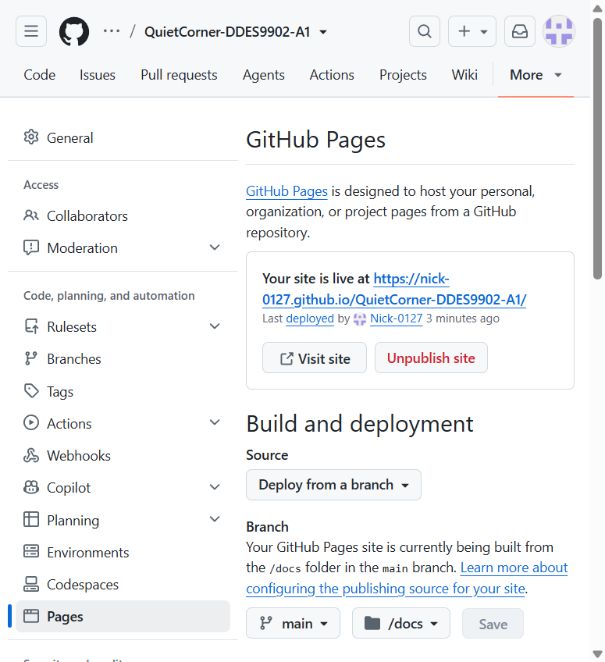 ··· / QuietCorner-DDES9902-A1
Code Issues Pull requests Agents Actions Projects Wiki More
General
Access
Collaborators
Moderation
Code, planning, and automation
Rulesets
Branches
Tags
Actions
Webhooks
Copilot
Planning
Environments
Codespaces
Pages
GitHub Pages
GitHub Pages is designed to host your personal,
organization, or project pages from a GitHub
repository.
Your site is live at https://nick-
0127.github.io/QuietCorner-DDES9902-A1/
Last deployed by Nick-0127 3 minutes ago
Visit site Unpublish site
Build and deployment
Source
Deploy from a branch
Branch
Your GitHub Pages site is currently being built from
the /docs folder in the main branch. Learn more about
configuring the publishing source for your site.
main /docs Save